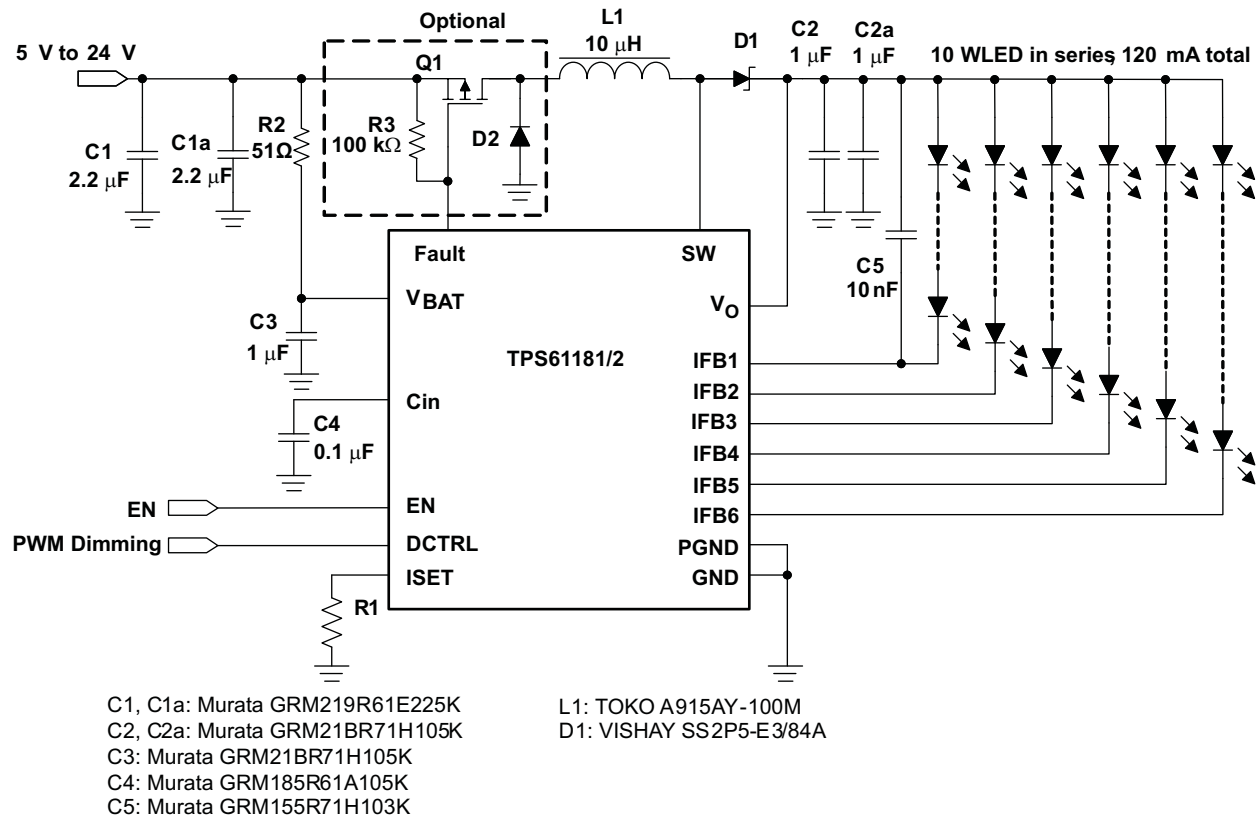 Optional
L1
10 μH
5 V to 24 V
Q1
D1
C2
1 μF
C2a
1 μF
10 WLED in series, 120 mA total
C1
2.2 μF
C1a
2.2 μF
R2
51Ω
R3
100 kΩ
D2
Fault
SW
VBAT
VO
C5
10 nF
C3
1 μF
TPS61181/2
IFB1
IFB2
IFB3
IFB4
IFB5
IFB6
Cin
C4
0.1 μF
EN
EN
PWM Dimming
DCTRL
PGND
ISET
GND
R1
C1, C1a: Murata GRM219R61E225K
C2, C2a: Murata GRM21BR71H105K
C3: Murata GRM21BR71H105K
C4: Murata GRM185R61A105K
C5: Murata GRM155R71H103K
L1: TOKO A915AY-100M
D1: VISHAY SS2P5-E3/84A